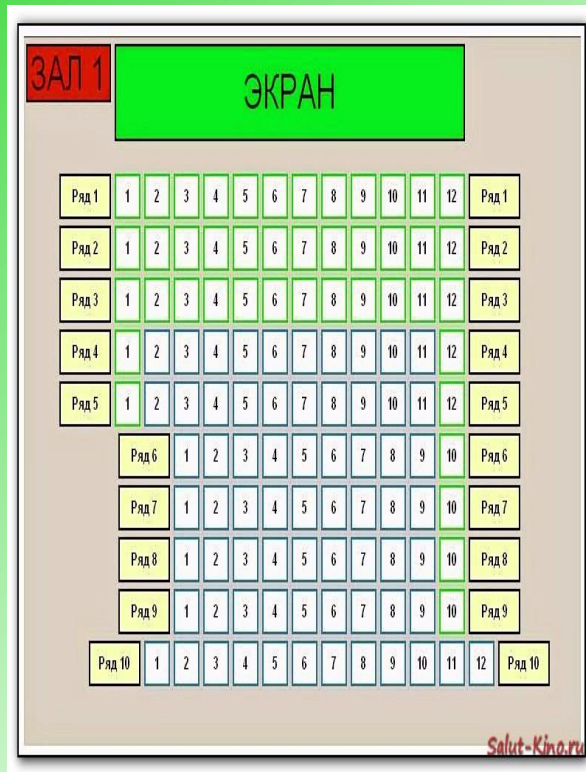 ЗАЛ 1
ЭКРАН
Ряд 1 1 2 3 4 5 6 7 8 9 10 11 12 Ряд 1
Ряд 2 1 2 3 4 5 6 7 8 9 10 11 12 Ряд 2
Ряд 3 1 2 3 4 5 6 7 8 9 10 11 12 Ряд 3
Ряд 4 1 2 3 4 5 6 7 8 9 10 11 12 Ряд 4
Ряд 5 1 2 3 4 5 6 7 8 9 10 11 12 Ряд 5
Ряд 6 1 2 3 4 5 6 7 8 9 10 Ряд 6
Ряд 7 1 2 3 4 5 6 7 8 9 10 Ряд 7
Ряд 8 1 2 3 4 5 6 7 8 9 10 Ряд 8
Ряд 9 1 2 3 4 5 6 7 8 9 10 Ряд 9
Ряд 10 1 2 3 4 5 6 7 8 9 10 11 12 Ряд 10
Salut-Kino.ru